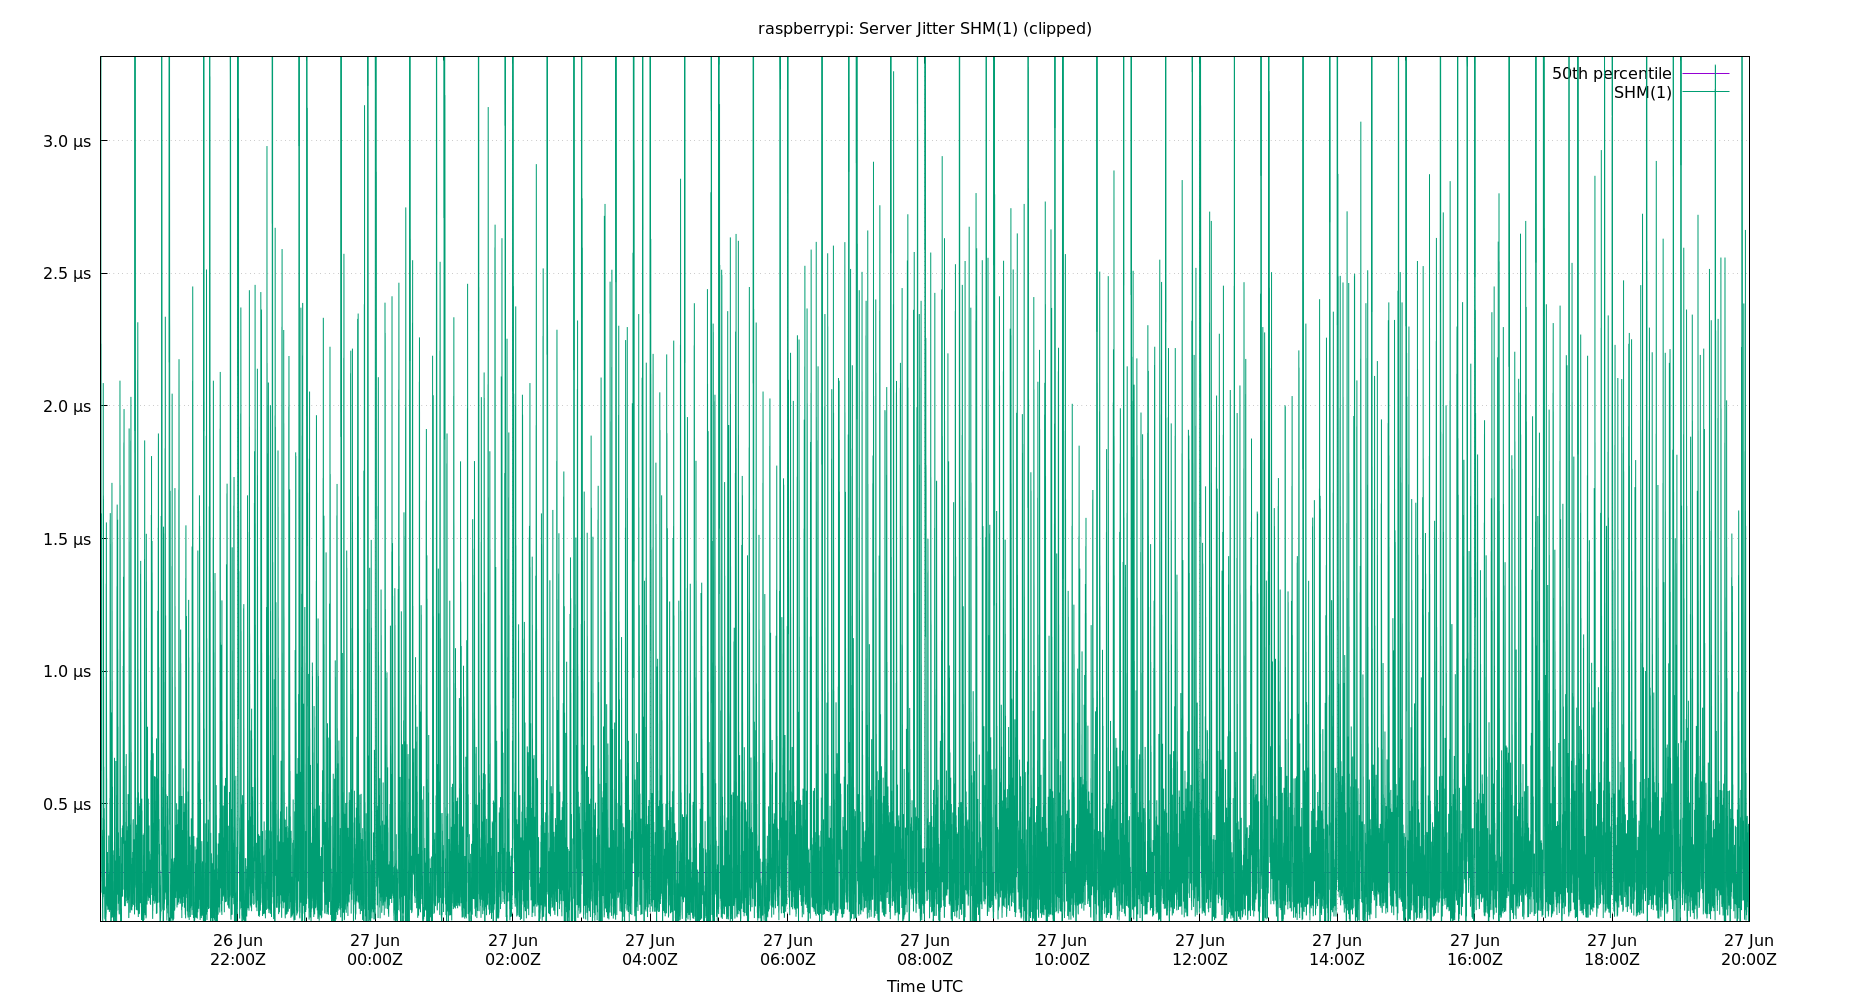 raspberrypi: Server Jitter SHM(1) (clipped)
50th percentile
SHM(1)
3.0 μs
2.5 μs
2.0 μs
1.5 μs
1.0 μs
0.5 μs
26 Jun 27 Jun 27 Jun 27 Jun 27 Jun 27 Jun 27 Jun 27 Jun 27 Jun 27 Jun 27 Jun 27 Jun
22:00Z 00:00Z 02:00Z 04:00Z 06:00Z 08:00Z 10:00Z 12:00Z 14:00Z 16:00Z 18:00Z 20:00Z
Time UTC